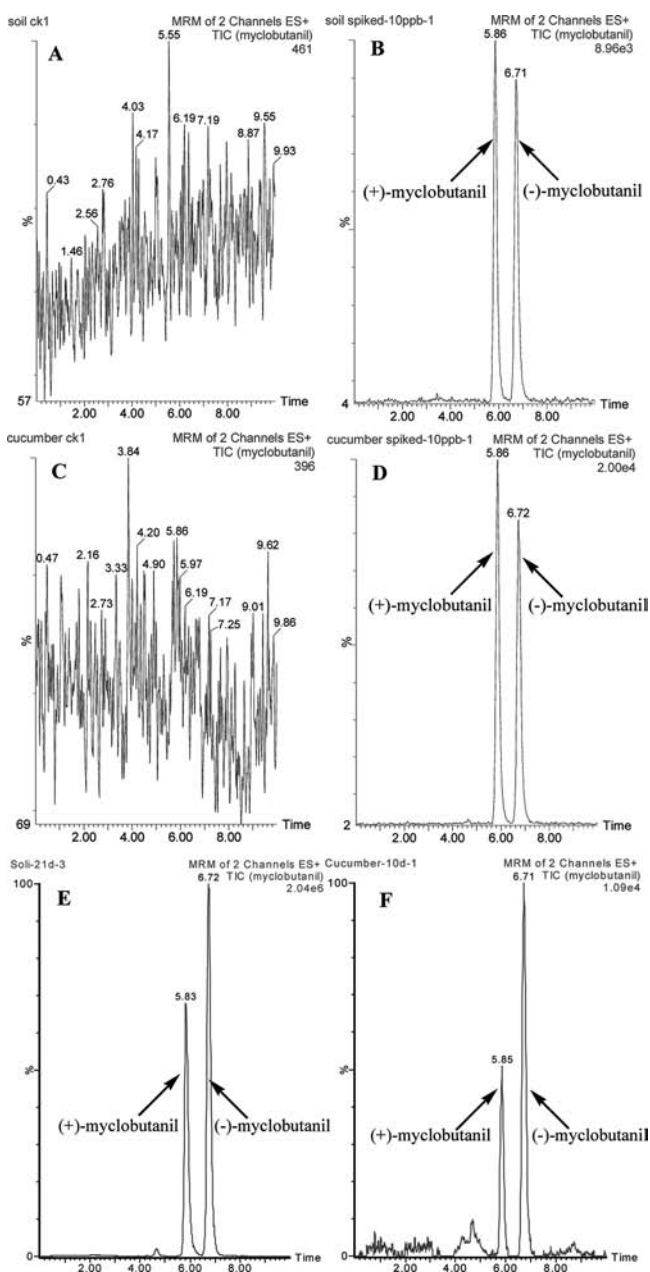 soil ck1
MRM of 2 Channels ES+
TIC (myclobutanil)
461
A
5.55
4.03
4.17
6.19
7.19
9.55
8.87
9.93
0.43
2.76
2.56
1.46
%
57
Time
2.00 4.00 6.00 8.00
soil spiked-10ppb-1
MRM of 2 Channels ES+
TIC (myclobutanil)
8.96e3
B
5.86
6.71
(+)-myclobutanil
(-)-myclobutanil
%
4
Time
2.00 4.00 6.00 8.00
cucumber ck1
MRM of 2 Channels ES+
TIC (myclobutanil)
396
C
3.84
4.20
5.86
9.62
0.47
2.16
3.33
4.90
5.97
2.73
6.19
7.17
7.25
9.01
9.86
%
69
Time
2.00 4.00 6.00 8.00
cucumber spiked-10ppb-1
MRM of 2 Channels ES+
TIC (myclobutanil)
2.00e4
D
5.86
6.72
(+)-myclobutanil
(-)-myclobutanil
%
2
Time
2.00 4.00 6.00 8.00
Soli-21d-3
MRM of 2 Channels ES+
TIC (myclobutanil)
2.04e6
E
100
6.72
5.83
(+)-myclobutanil
(-)-myclobutanil
%
0
Time
2.00 4.00 6.00 8.00
Cucumber-10d-1
MRM of 2 Channels ES+
TIC (myclobutanil)
1.09e4
F
100
6.71
5.85
(+)-myclobutanil
(-)-myclobutanil
%
0
Time
2.00 4.00 6.00 8.00